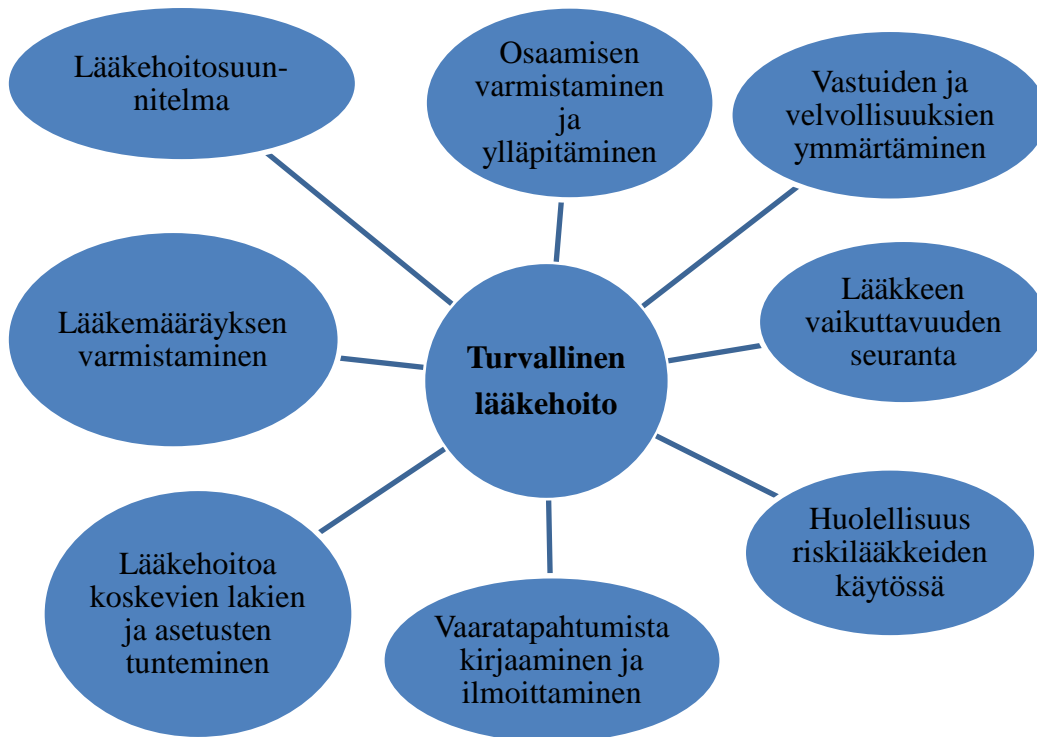 Lääkehoitosuun-
nitelma
Osaamisen
varmistaminen
ja
ylläpitäminen
Vastuiden ja
velvollisuuksien
ymmärtäminen
Lääkemääräyksen
varmistaminen
Turvallinen
lääkehoito
Lääkkeen
vaikuttavuuden
seuranta
Lääkehoitoa
koskevien lakien
ja asetusten
tunteminen
Vaaratapahtumista
kirjaaminen ja
ilmoittaminen
Huolellisuus
riskilääkkeiden
käytössä